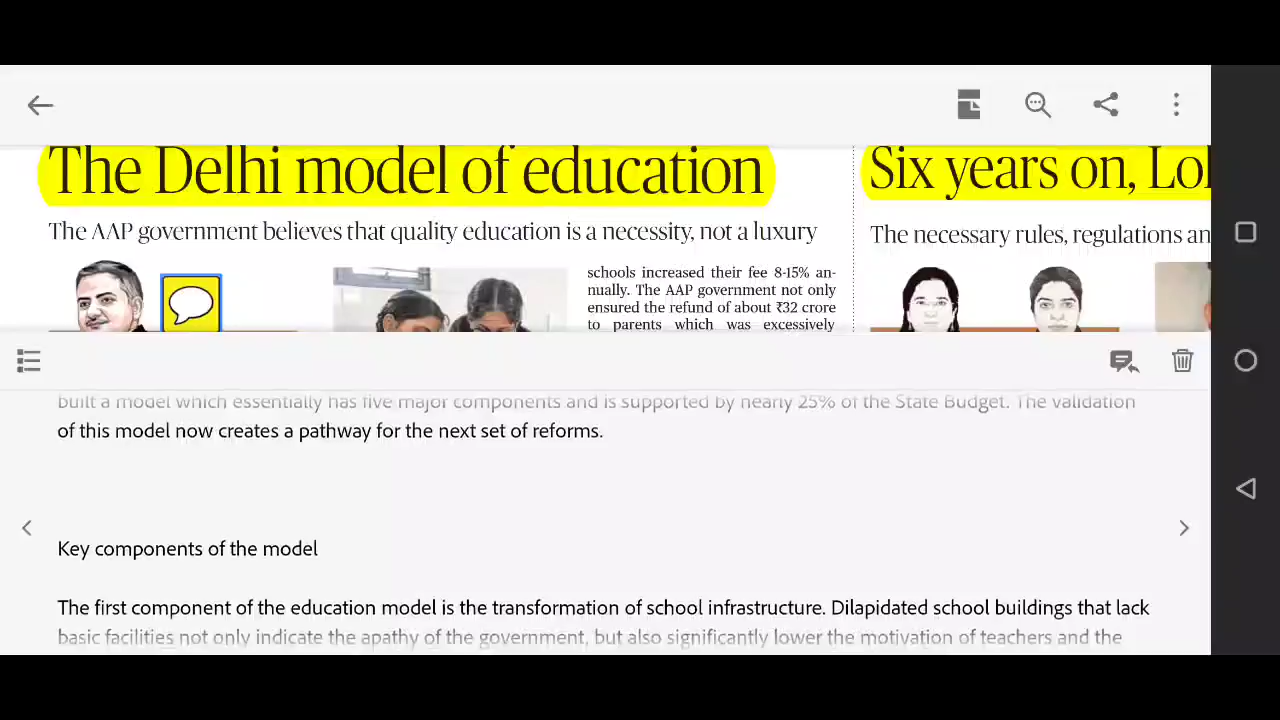 The Delhi model of education
The AAP government believes that quality education is a necessity, not a luxury
schools increased their fee 8-15% an-
nually. The AAP government not only
ensured the refund of about ₹32 crore
to parents which was excessively
Six years on, Lo
The necessary rules, regulations an
built a model which essentially has five major components and is supported by nearly 25% of the State Budget. The validation
of this model now creates a pathway for the next set of reforms.
Key components of the model
The first component of the education model is the transformation of school infrastructure. Dilapidated school buildings that lack
basic facilities not only indicate the apathy of the government, but also significantly lower the motivation of teachers and the